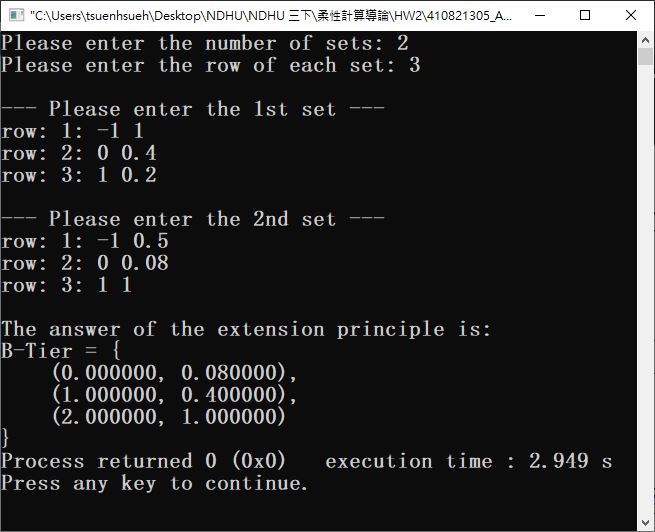 "C:\Users\tsuenhsueh\Desktop\NDHU\NDHU 三下\柔性計算導論\HW2\410821305_A...
Please enter the number of sets: 2
Please enter the row of each set: 3
--- Please enter the 1st set ---
row: 1: -1 1
row: 2: 0 0.4
row: 3: 1 0.2
--- Please enter the 2nd set ---
row: 1: -1 0.5
row: 2: 0 0.08
row: 3: 1 1
The answer of the extension principle is:
B-Tier = {
    (0.000000, 0.080000),
    (1.000000, 0.400000),
    (2.000000, 1.000000)
}
Process returned 0 (0x0)   execution time : 2.949 s
Press any key to continue.